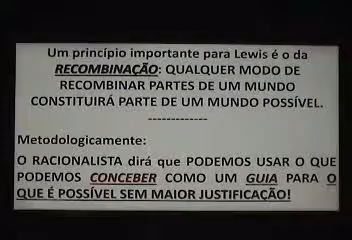 Um princípio importante para Lewis é o da
RECOMBINAÇÃO: QUALQUER MODO DE
RECOMBINAR PARTES DE UM MUNDO
CONSTITUIRÁ PARTE DE UM MUNDO POSSÍVEL.
-------------
Metodologicamente:
O RACIONALISTA dirá que PODEMOS USAR O QUE
PODEMOS CONCEBER COMO UM GUIA PARA O
QUE É POSSÍVEL SEM MAIOR JUSTIFICAÇÃO!